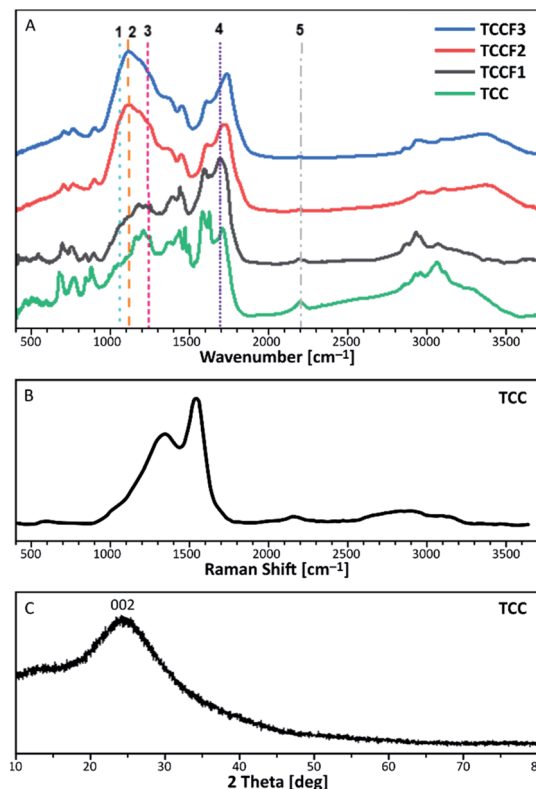 A
1 2 3 4 5
TCCF3
TCCF2
TCCF1
TCC
500 1000 1500 2000 2500 3000 3500
Wavenumber [cm⁻¹]
B
TCC
500 1000 1500 2000 2500 3000 3500
Raman Shift [cm⁻¹]
C
002
TCC
10 20 30 40 50 60 70 80
2 Theta [deg]